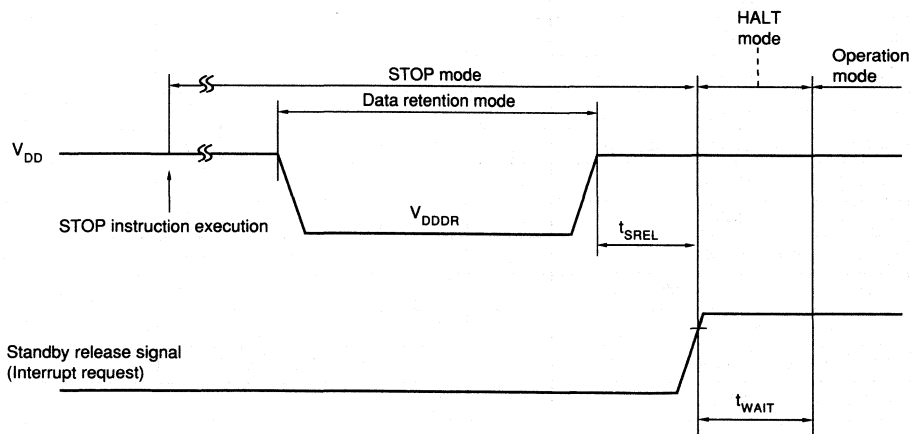 HALT
mode
Operation
mode
STOP mode
Data retention mode
VDD
STOP instruction execution
VDDDR
tSREL
Standby release signal
(Interrupt request)
tWAIT